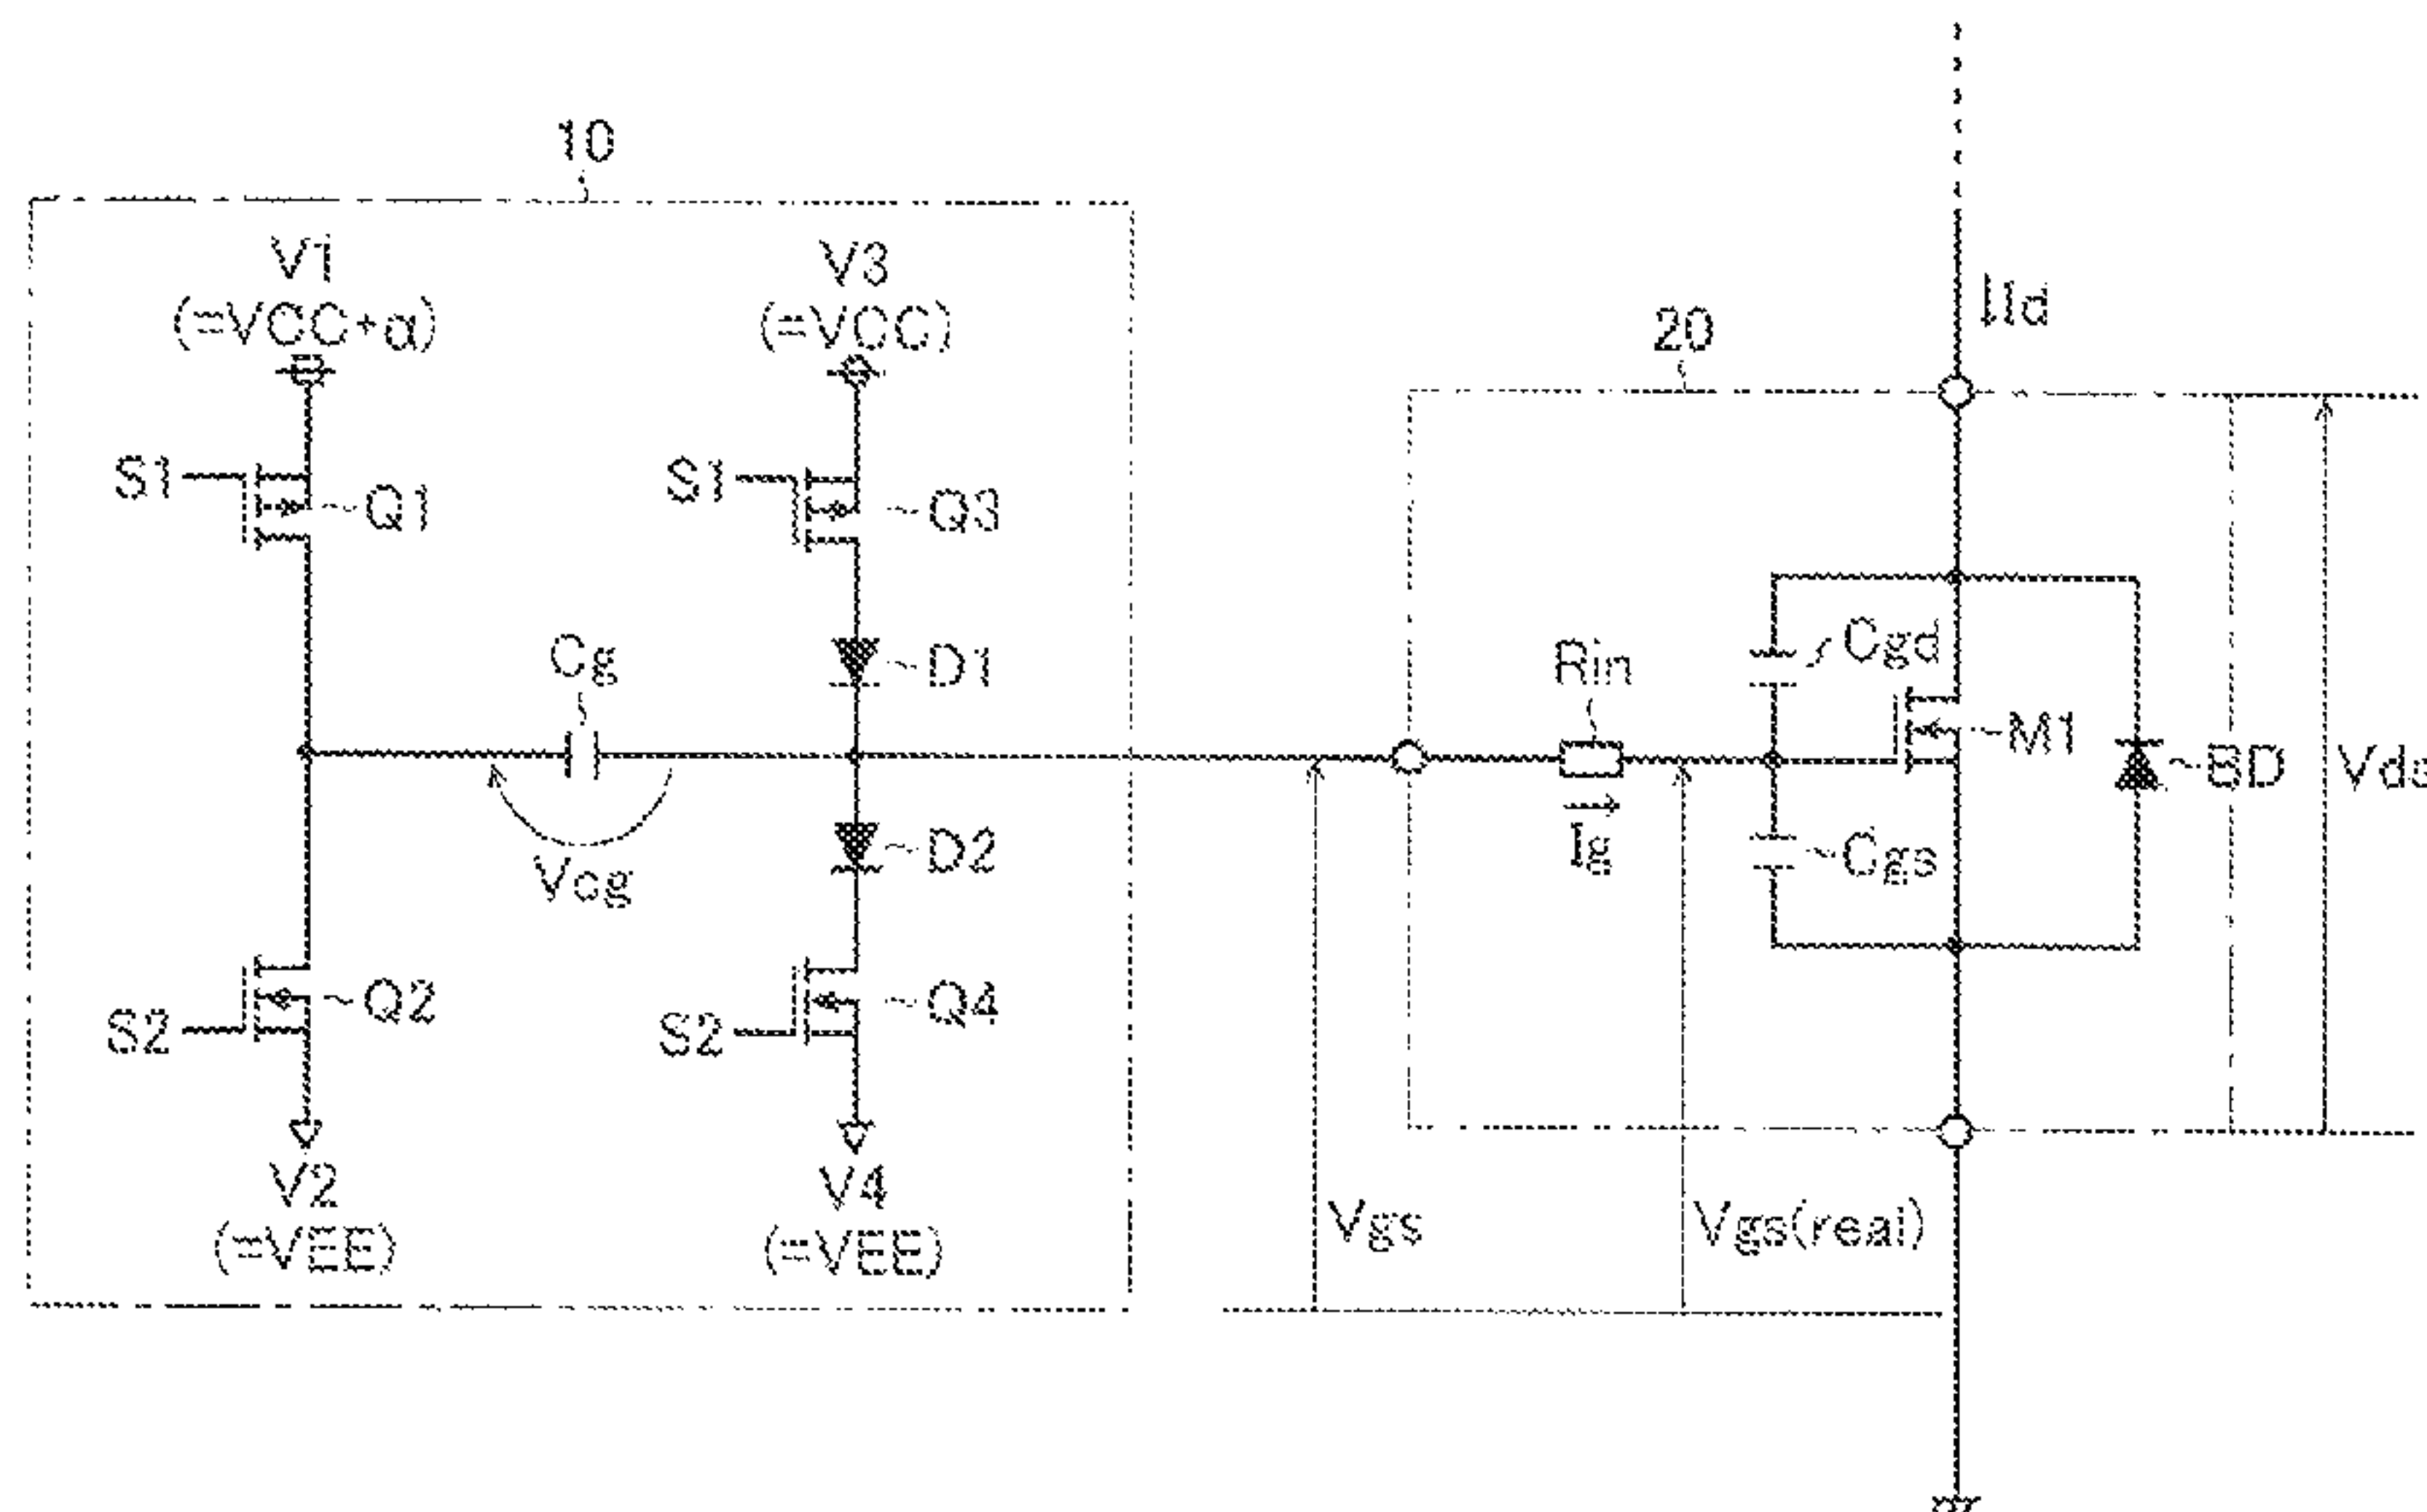 10
V1
(=VCC+α)
V3
(=VCC)
20
Id
S1
Q1
S1
Q3
Cg
D1
Rin
Cgd
M1
BD
Vds
Vcg
D2
Ig
Cgs
S2
Q2
S2
Q4
V2
(=VEE)
V4
(=VEE)
Vgs
Vgs(real)